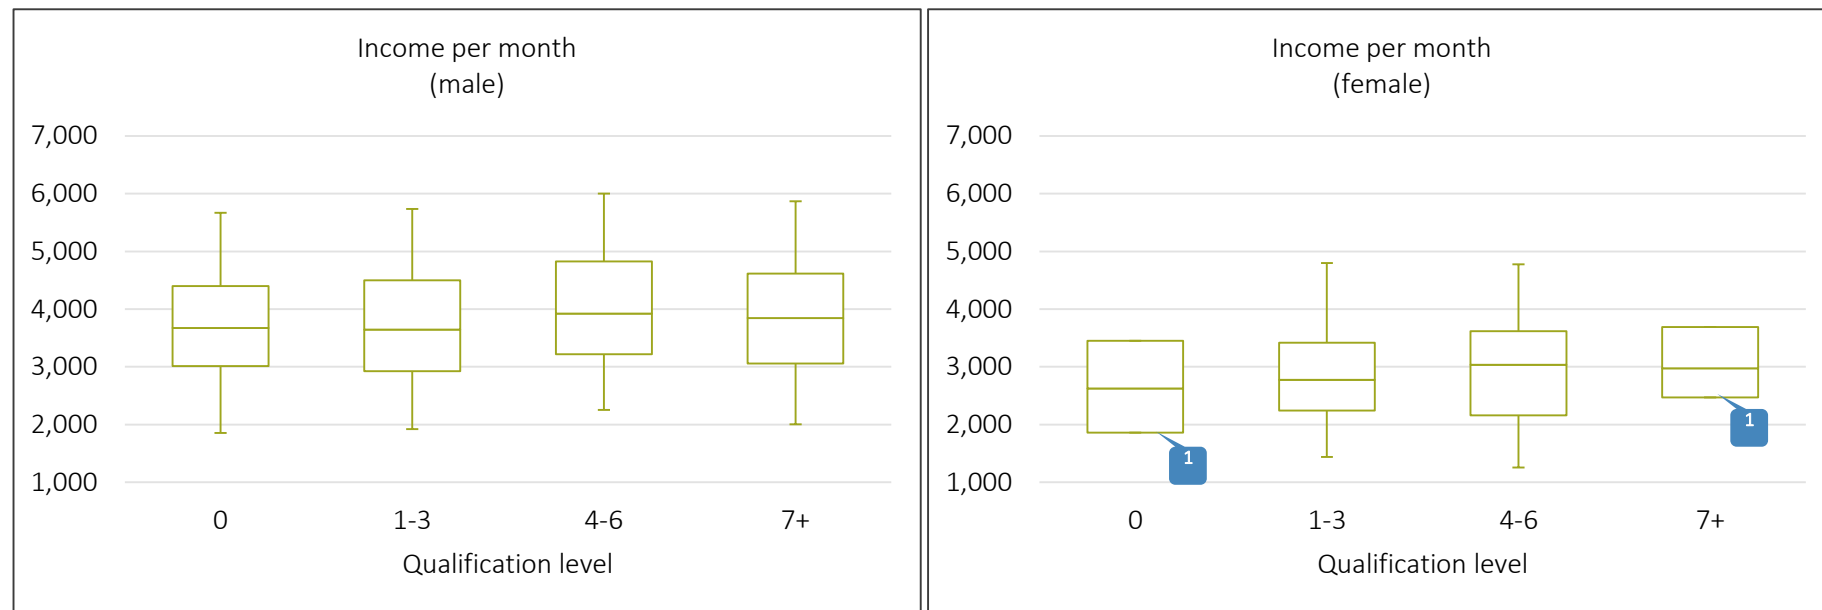 Income per month
(male)
7,000
6,000
5,000
4,000
3,000
2,000
1,000
0 1-3 4-6 7+
Qualification level
Income per month
(female)
7,000
6,000
5,000
4,000
3,000
2,000
1,000
1
1
0 1-3 4-6 7+
Qualification level